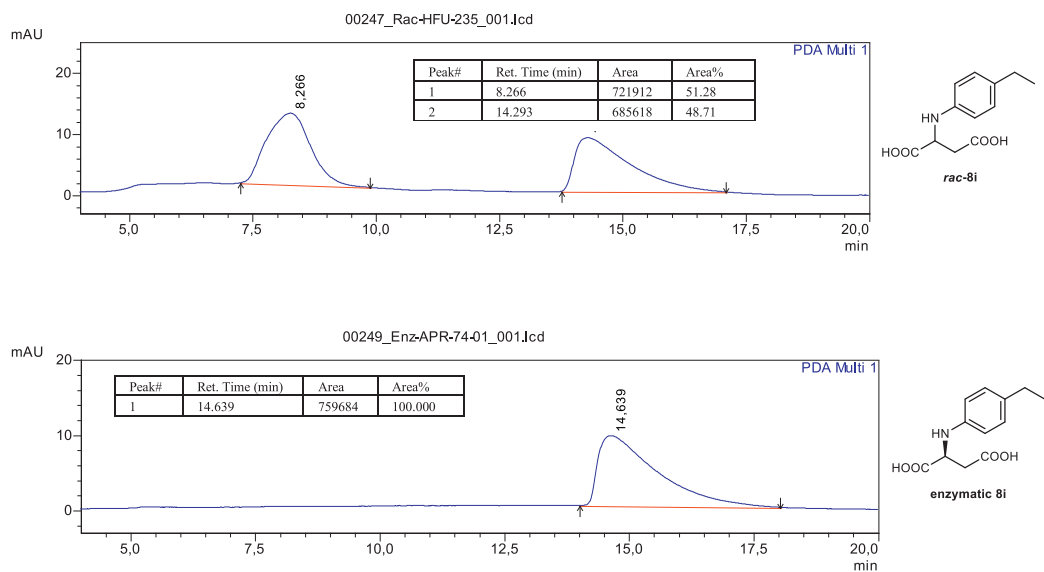 00247_Rac-HFU-235_001.lcd
mAU
PDA Multi 1
20
10
0
8,266
Peak# Ret. Time (min) Area Area%
1 8.266 721912 51.28
2 14.293 685618 48.71
5,0 7,5 10,0 12,5 15,0 17,5 20,0
min
HN
HOOC COOH
rac-8i
00249_Enz-APR-74-01_001.lcd
mAU
PDA Multi 1
20
10
0
Peak# Ret. Time (min) Area Area%
1 14.639 759684 100.000
14,639
5,0 7,5 10,0 12,5 15,0 17,5 20,0
min
HN
HOOC COOH
enzymatic 8i